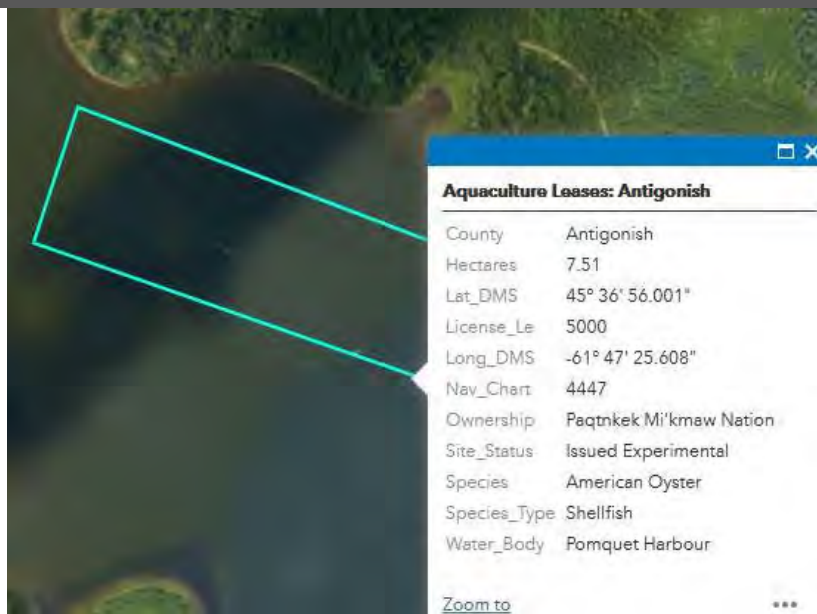 Aquaculture Leases: Antigonish
County Antigonish
Hectares 7.51
Lat_DMS 45° 36' 56.001"
License_Le 5000
Long_DMS -61° 47' 25.608"
Nav_Chart 4447
Ownership Paqtnkek Mi'kmaw Nation
Site_Status Issued Experimental
Species American Oyster
Species_Type Shellfish
Water_Body Pomquet Harbour
Zoom to